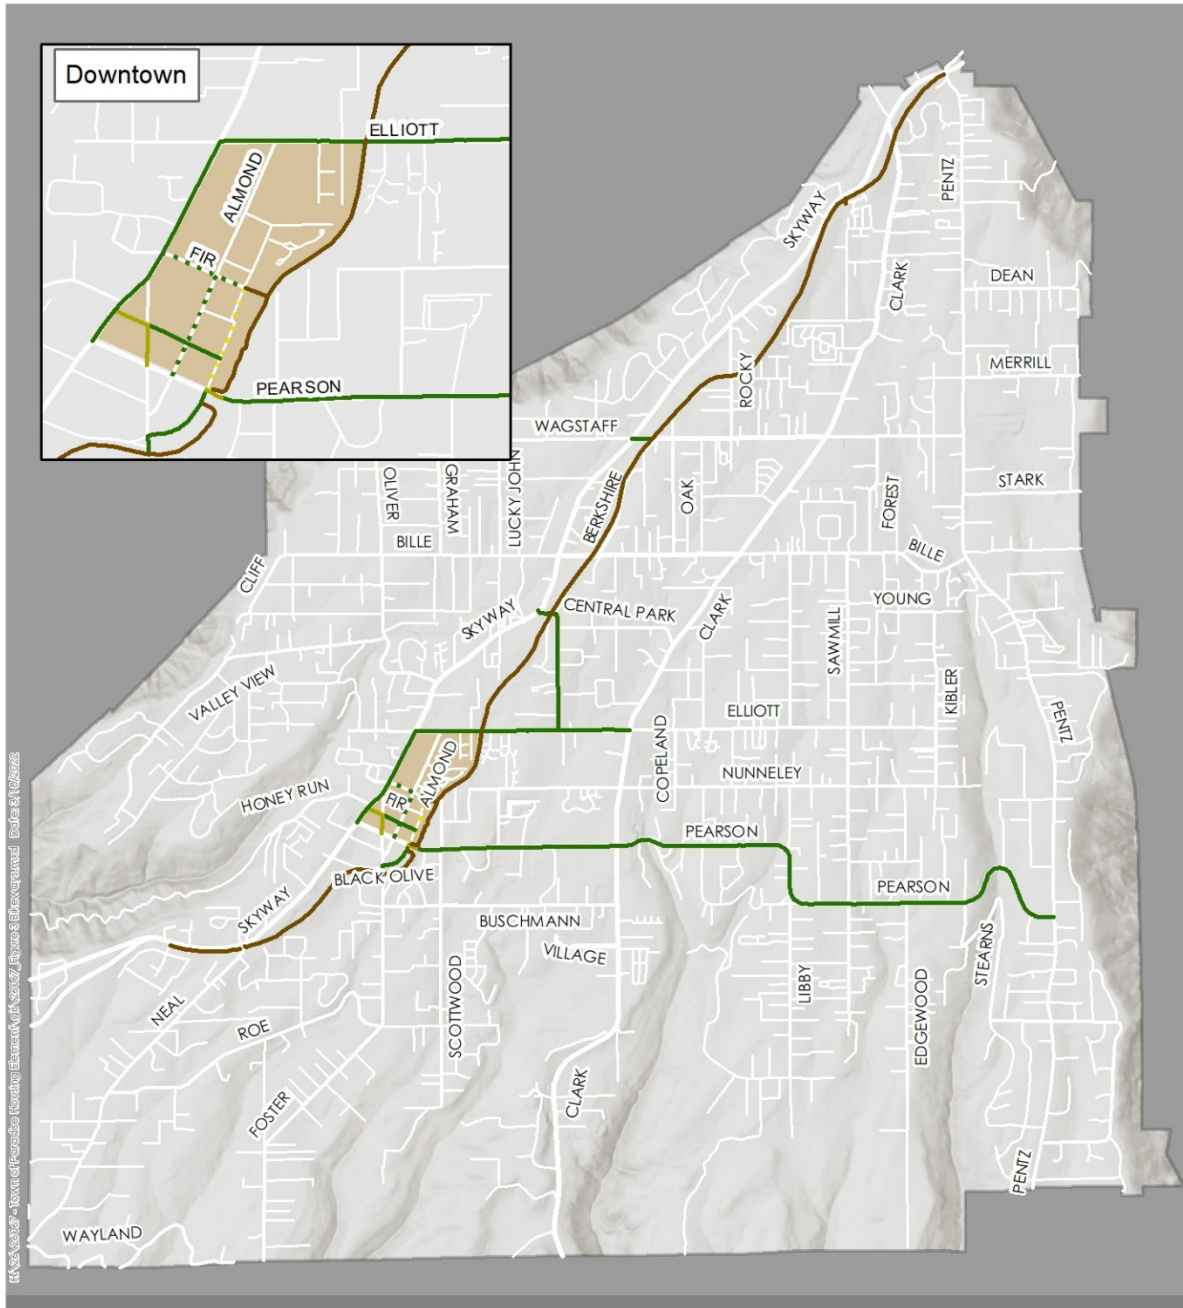 Downtown
ELLIOTT
ALMOND
FIR
PEARSON
PENTZ
SKYWAY
CLARK
DEAN
MERRILL
ROCKY
WAGSTAFF
STARK
OLIVER
GRAHAM
LUCKY JOHN
BERKSHIRE
OAK
FOREST
BILLE
BILLE
CLIFF
YOUNG
CENTRAL PARK
SKYWAY
CLARK
SAWMILL
KIBLER
VALLEY VIEW
ELLIOTT
PENTZ
COPELAND
ALMOND
NUNNELEY
HONEY RUN
FIR
PEARSON
BLACK OLIVE
PEARSON
SKYWAY
BUSCHMANN
STEARNS
VILLAGE
LIBBY
SCOTTWOOD
NEAL
EDGEWOOD
ROE
CLARK
FOSTER
PENTZ
WAYLAND